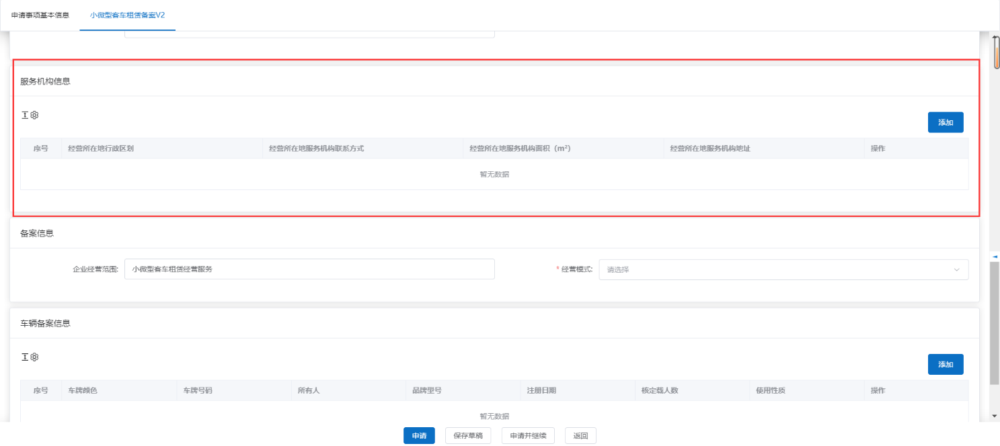 申请事项基本信息 小微型客车租赁备案V2
服务机构信息
添加
序号 经营所在地行政区划 经营所在地服务机构联系方式 经营所在地服务机构面积（m²） 经营所在地服务机构地址 操作
暂无数据
备案信息
企业经营范围: 小微型客车租赁经营服务 * 经营模式: 请选择
车辆备案信息
添加
序号 车牌颜色 车牌号码 所有人 品牌型号 注册日期 核定载人数 使用性质 操作
暂无数据
申请 保存草稿 申请并继续 返回